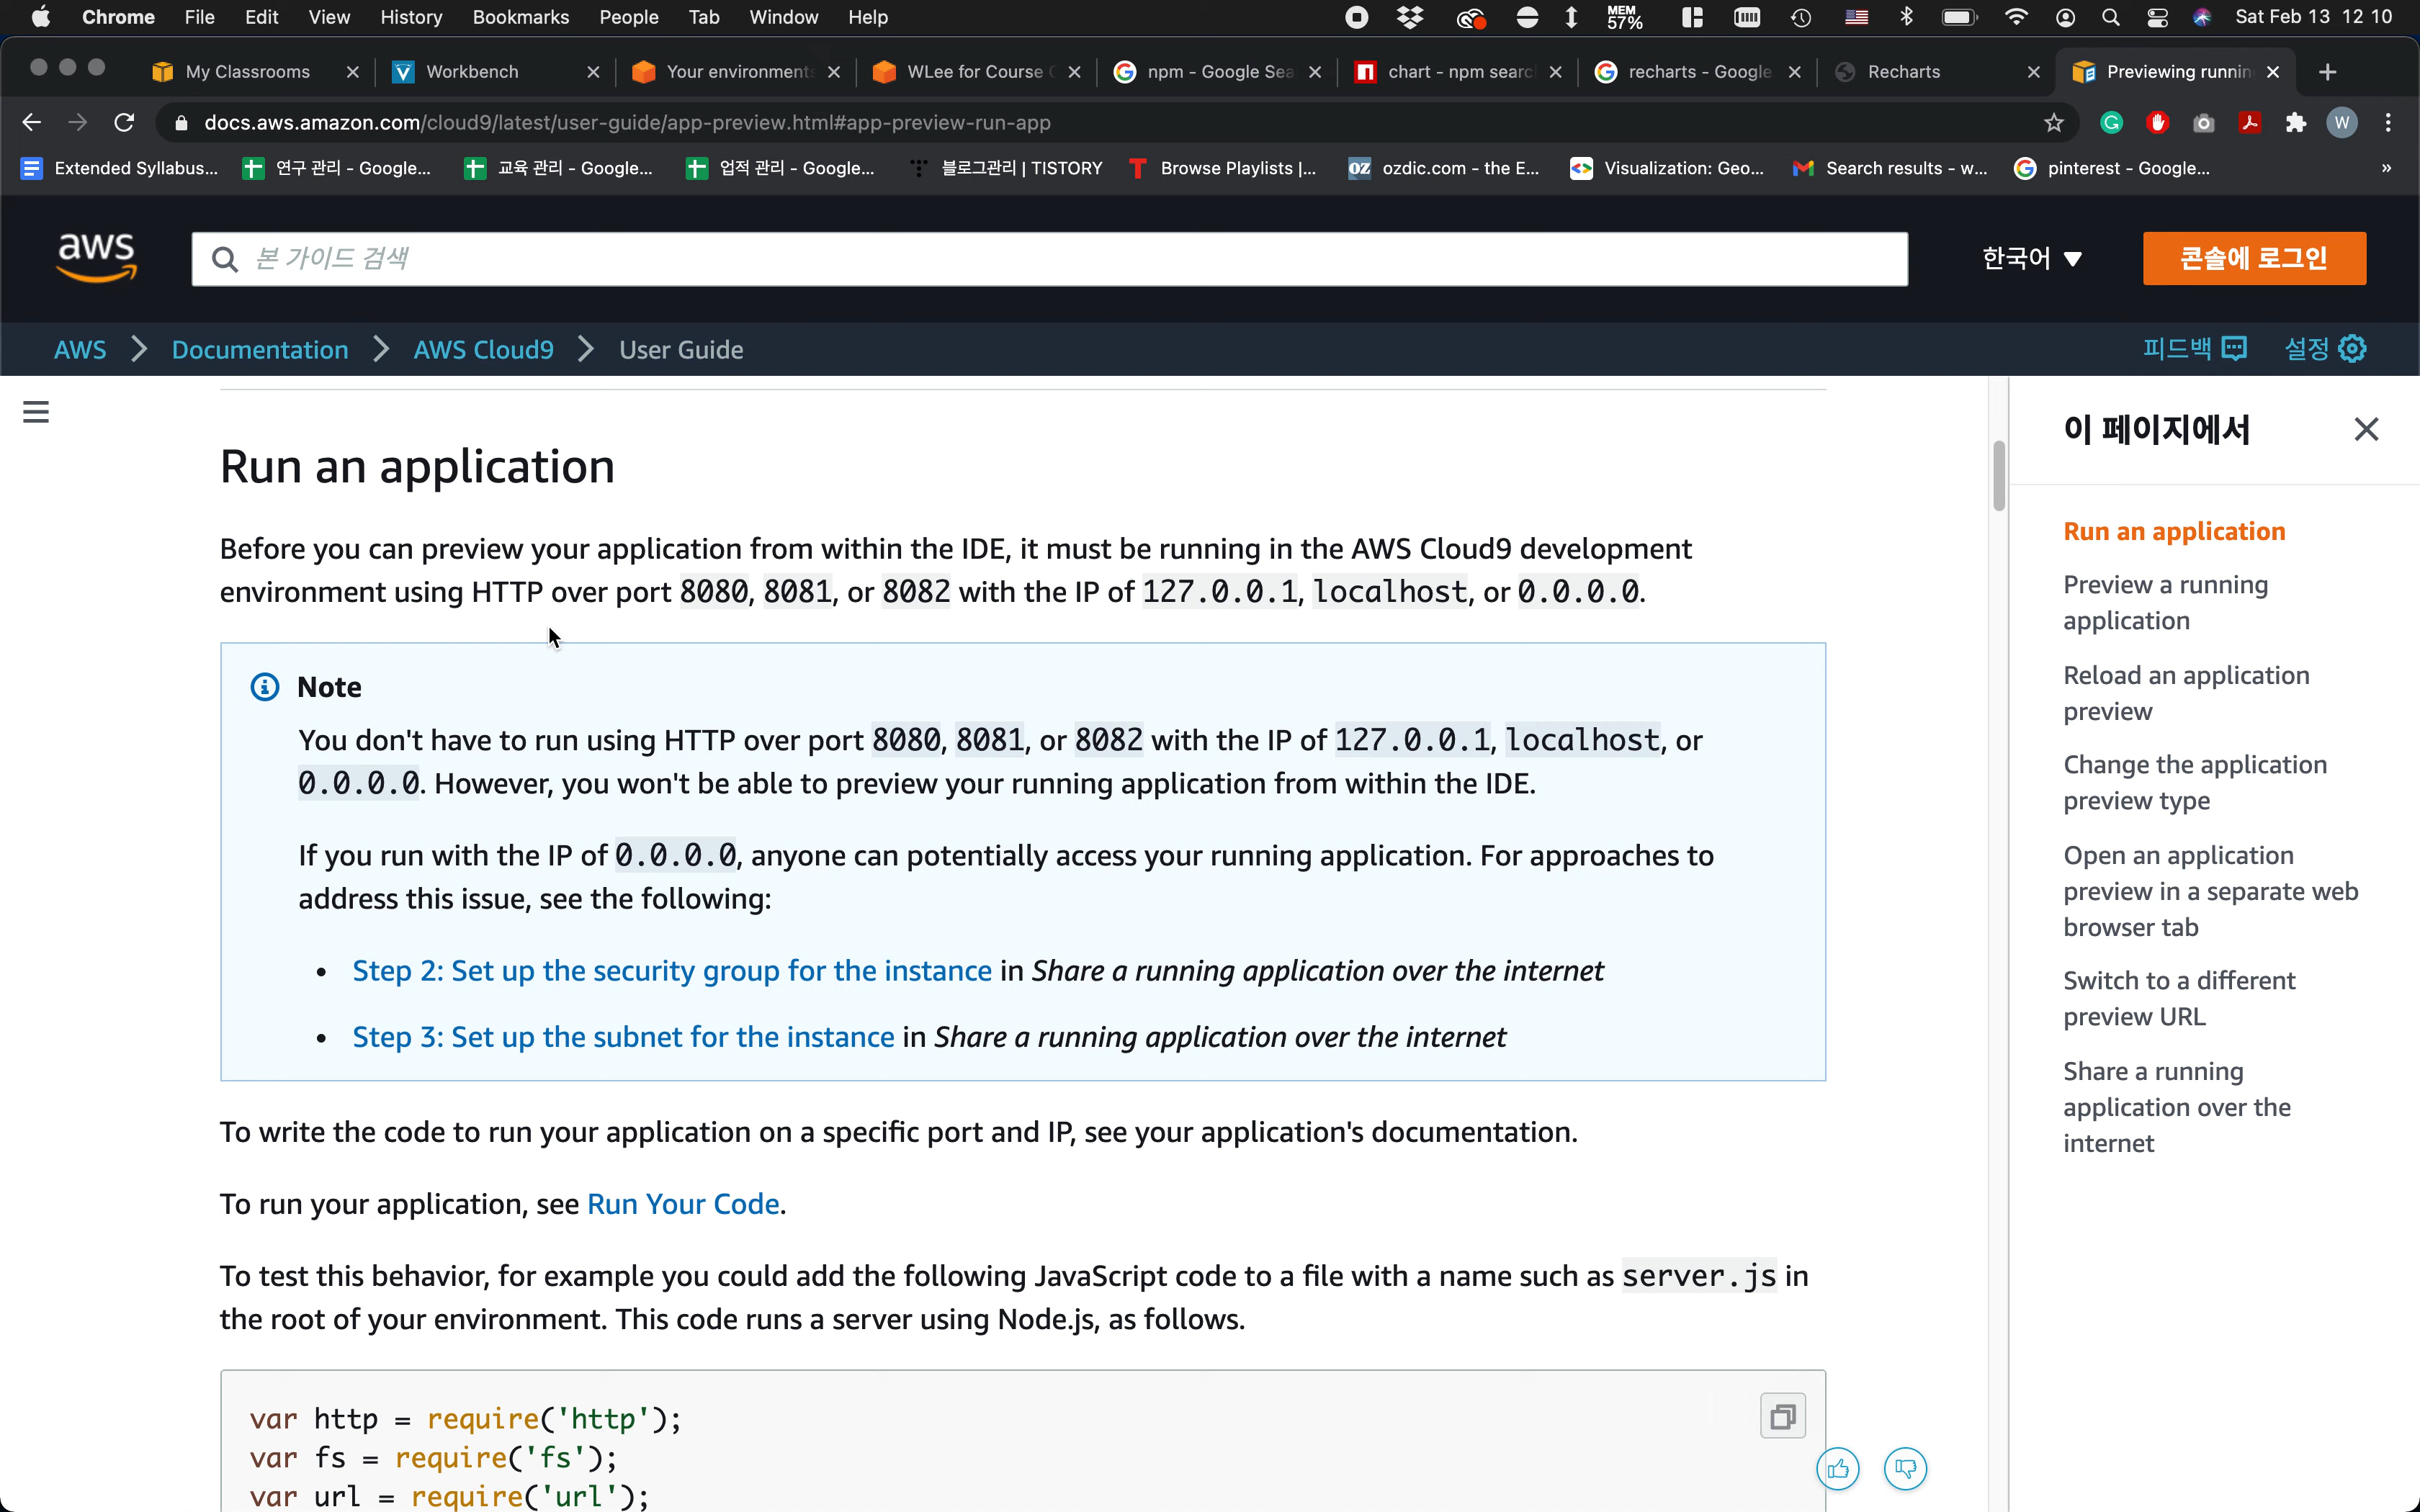 Chrome File Edit View History Bookmarks People Tab Window Help MEM 57% Sat Feb 13 12 10
My Classrooms Workbench Your environment WLee for Course npm - Google Sea chart - npm searc recharts - Google Recharts Previewing runnin
docs.aws.amazon.com/cloud9/latest/user-guide/app-preview.html#app-preview-run-app W
Extended Syllabus... 연구 관리 - Google... 교육 관리 - Google... 업적 관리 - Google... 블로그관리 | TISTORY Browse Playlists |... ozdic.com - the E... Visualization: Geo... Search results - w... pinterest - Google... »
aws 본 가이드 검색 한국어 콘솔에 로그인
AWS Documentation AWS Cloud9 User Guide 피드백 설정
Run an application
Before you can preview your application from within the IDE, it must be running in the AWS Cloud9 development
environment using HTTP over port 8080, 8081, or 8082 with the IP of 127.0.0.1, localhost, or 0.0.0.0.
Note
You don't have to run using HTTP over port 8080, 8081, or 8082 with the IP of 127.0.0.1, localhost, or
0.0.0.0. However, you won't be able to preview your running application from within the IDE.
If you run with the IP of 0.0.0.0, anyone can potentially access your running application. For approaches to
address this issue, see the following:
• Step 2: Set up the security group for the instance in Share a running application over the internet
• Step 3: Set up the subnet for the instance in Share a running application over the internet
To write the code to run your application on a specific port and IP, see your application's documentation.
To run your application, see Run Your Code.
To test this behavior, for example you could add the following JavaScript code to a file with a name such as server.js in
the root of your environment. This code runs a server using Node.js, as follows.
var http = require('http');
var fs = require('fs');
var url = require('url');
이 페이지에서
Run an application
Preview a running
application
Reload an application
preview
Change the application
preview type
Open an application
preview in a separate web
browser tab
Switch to a different
preview URL
Share a running
application over the
internet